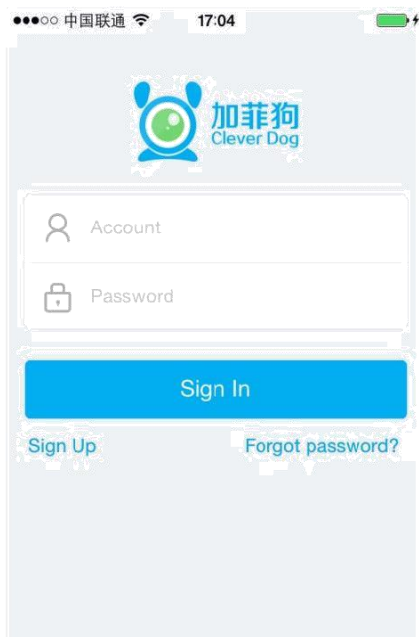 中国联通 17:04
加菲狗
Clever Dog
Account
Password
Sign In
Sign Up Forgot password?